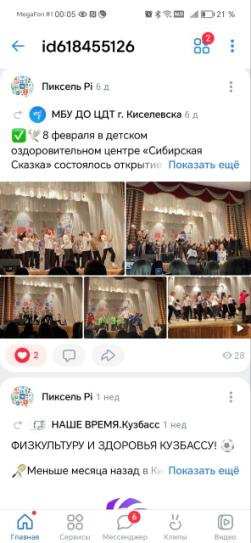 MegaFon #1 00:05
21 %
id618455126
2
Пиксель Pi 6 д
МБУ ДО ЦДТ г. Киселевска 6 д
8 февраля в детском
оздоровительном центре «Сибирская
Сказка» состоялось открытие Показать ещё
2
28
Пиксель Pi 1 нед
НАШЕ ВРЕМЯ.Кузбасс 1 нед
ФИЗКУЛЬТУРУ И ЗДОРОВЬЯ КУЗБАССУ!
Меньше месяца назад в Ки Показать ещё
6
Главная Сервисы Мессенджер Клипы Видео